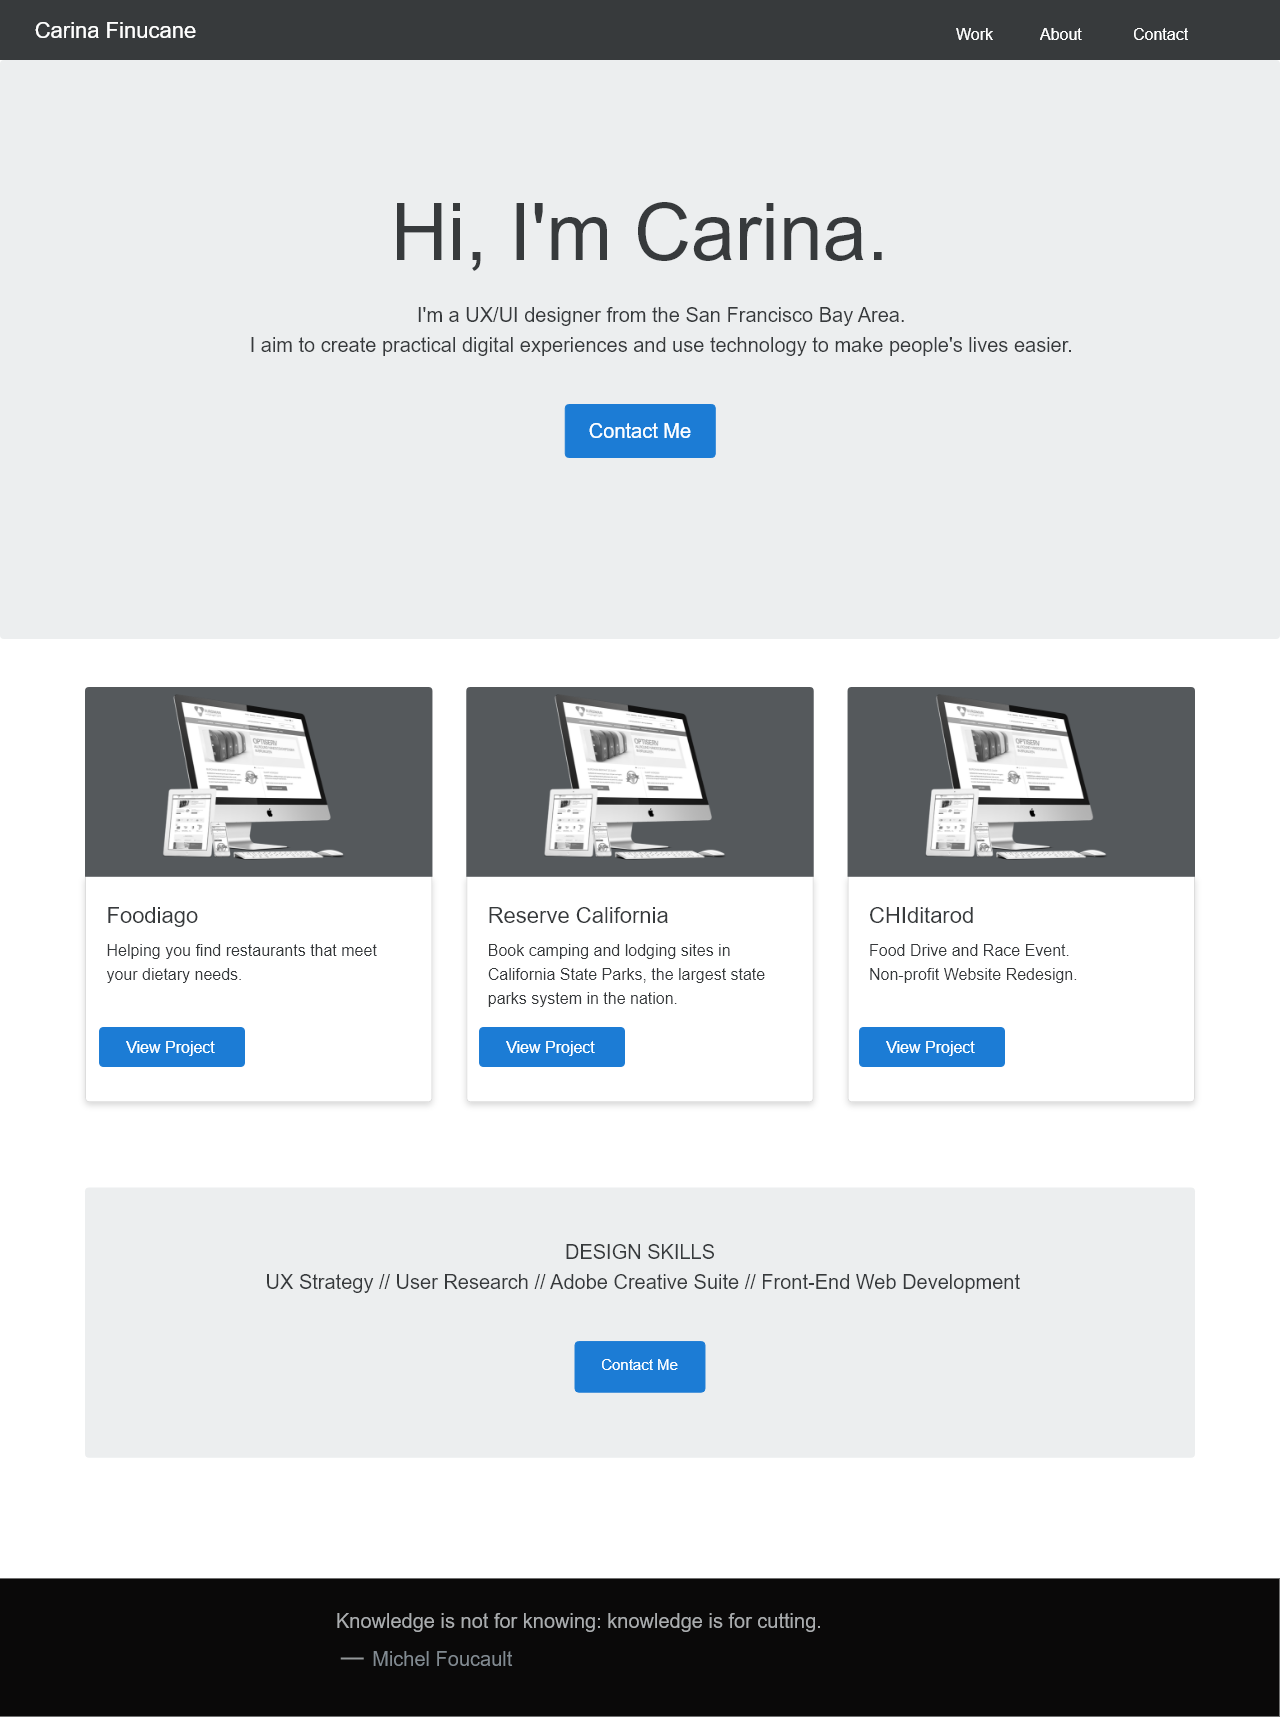 Carina Finucane
Work About Contact
Hi, I'm Carina.
I'm a UX/UI designer from the San Francisco Bay Area.
I aim to create practical digital experiences and use technology to make people's lives easier.
Contact Me
OPTISERV
OPTISERV
OPTISERV
Foodiago
Helping you find restaurants that meet
your dietary needs.
View Project
Reserve California
Book camping and lodging sites in
California State Parks, the largest state
parks system in the nation.
View Project
CHIditarod
Food Drive and Race Event.
Non-profit Website Redesign.
View Project
DESIGN SKILLS
UX Strategy // User Research // Adobe Creative Suite // Front-End Web Development
Contact Me
Knowledge is not for knowing: knowledge is for cutting.
— Michel Foucault